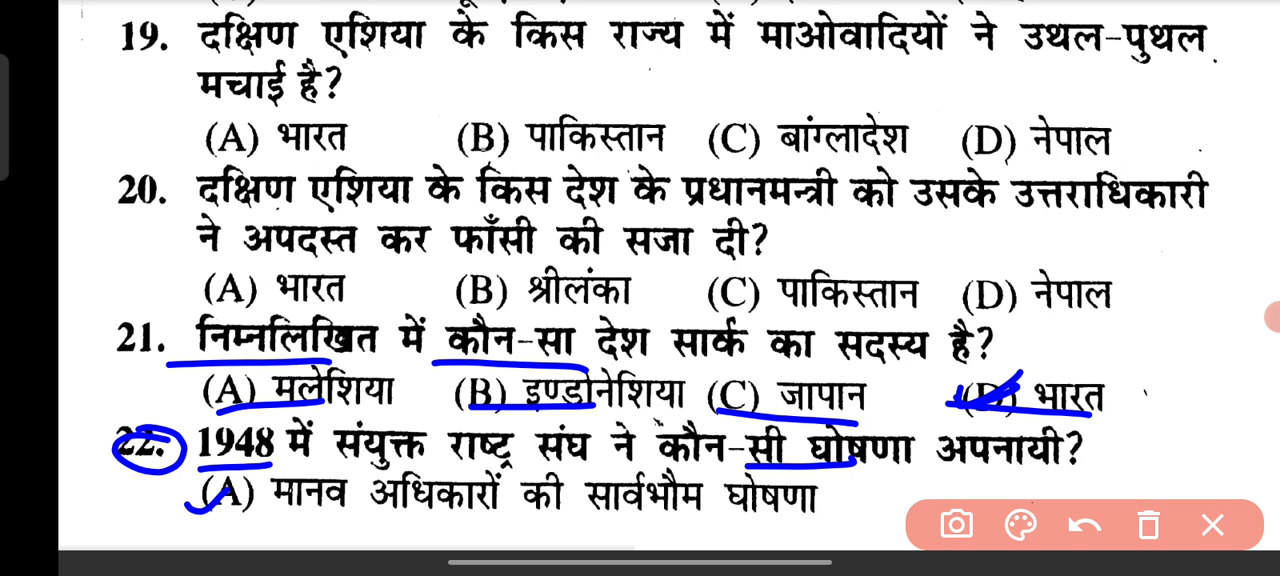 19. दक्षिण एशिया के किस राज्य में माओवादियों ने उथल-पुथल
मचाई है?
(A) भारत (B) पाकिस्तान (C) बांग्लादेश (D) नेपाल
20. दक्षिण एशिया के किस देश के प्रधानमन्त्री को उसके उत्तराधिकारी
ने अपदस्त कर फाँसी की सजा दी?
(A) भारत (B) श्रीलंका (C) पाकिस्तान (D) नेपाल
21. निम्नलिखित में कौन-सा देश सार्क का सदस्य है?
(A) मलेशिया (B) इण्डोनेशिया (C) जापान (D) भारत
22. 1948 में संयुक्त राष्ट्र संघ ने कौन-सी घोषणा अपनायी?
(A) मानव अधिकारों की सार्वभौम घोषणा